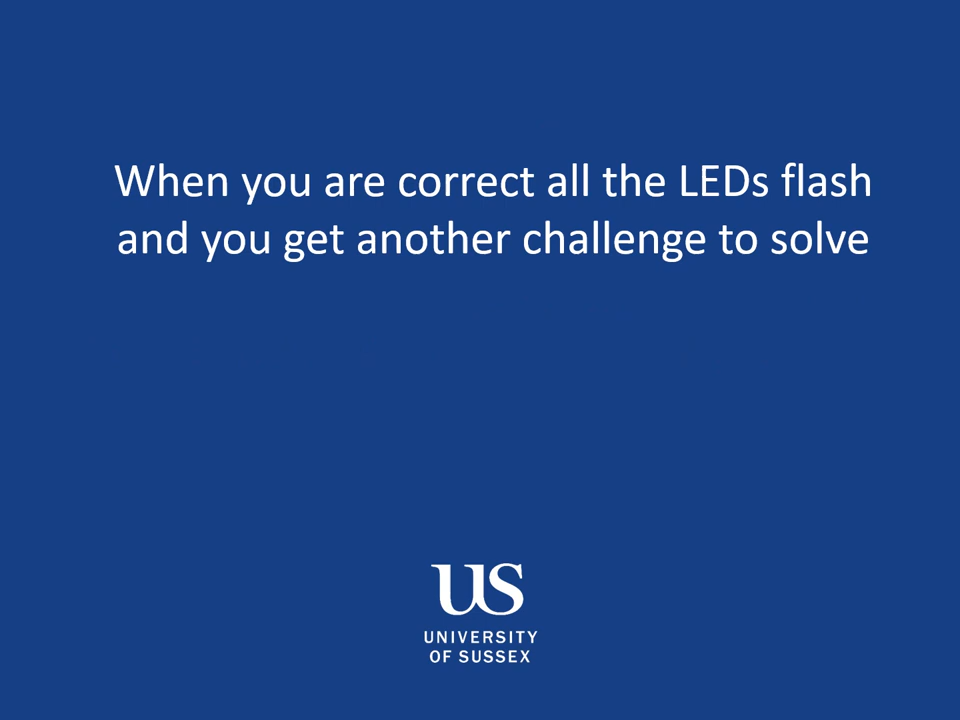 When you are correct all the LEDs flash
and you get another challenge to solve
US
UNIVERSITY
OF SUSSEX